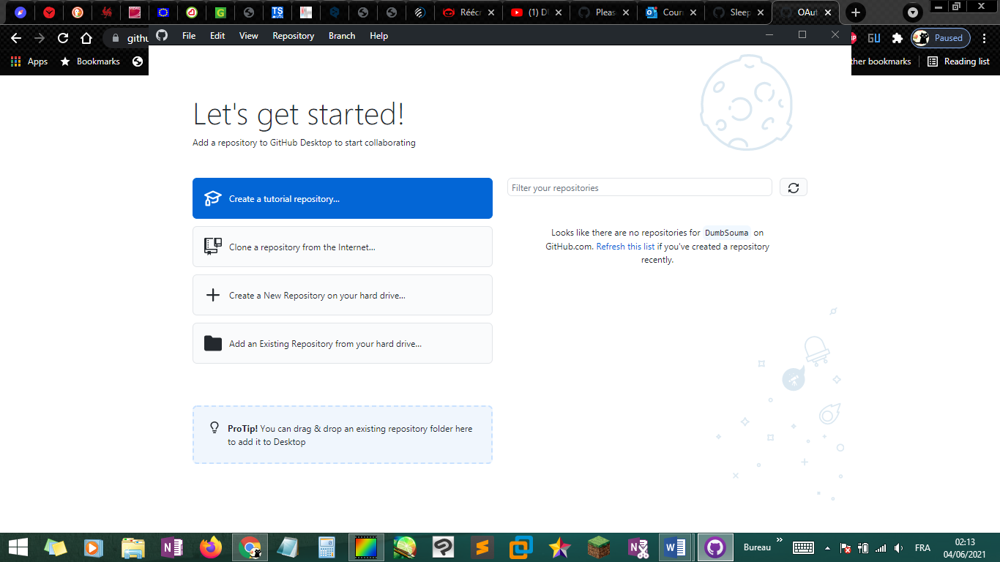 Réécr
(1) D
Pleas
Cour
Sleep
OAut
githu
File Edit View Repository Branch Help
Paused
Apps
Bookmarks
ther bookmarks
Reading list
Let's get started!
Add a repository to GitHub Desktop to start collaborating
Create a tutorial repository...
Clone a repository from the Internet...
Create a New Repository on your hard drive...
Add an Existing Repository from your hard drive...
Filter your repositories
Looks like there are no repositories for DumbSouma on
GitHub.com. Refresh this list if you've created a repository
recently.
ProTip! You can drag & drop an existing repository folder here
to add it to Desktop
Bureau
FRA
02:13
04/06/2021